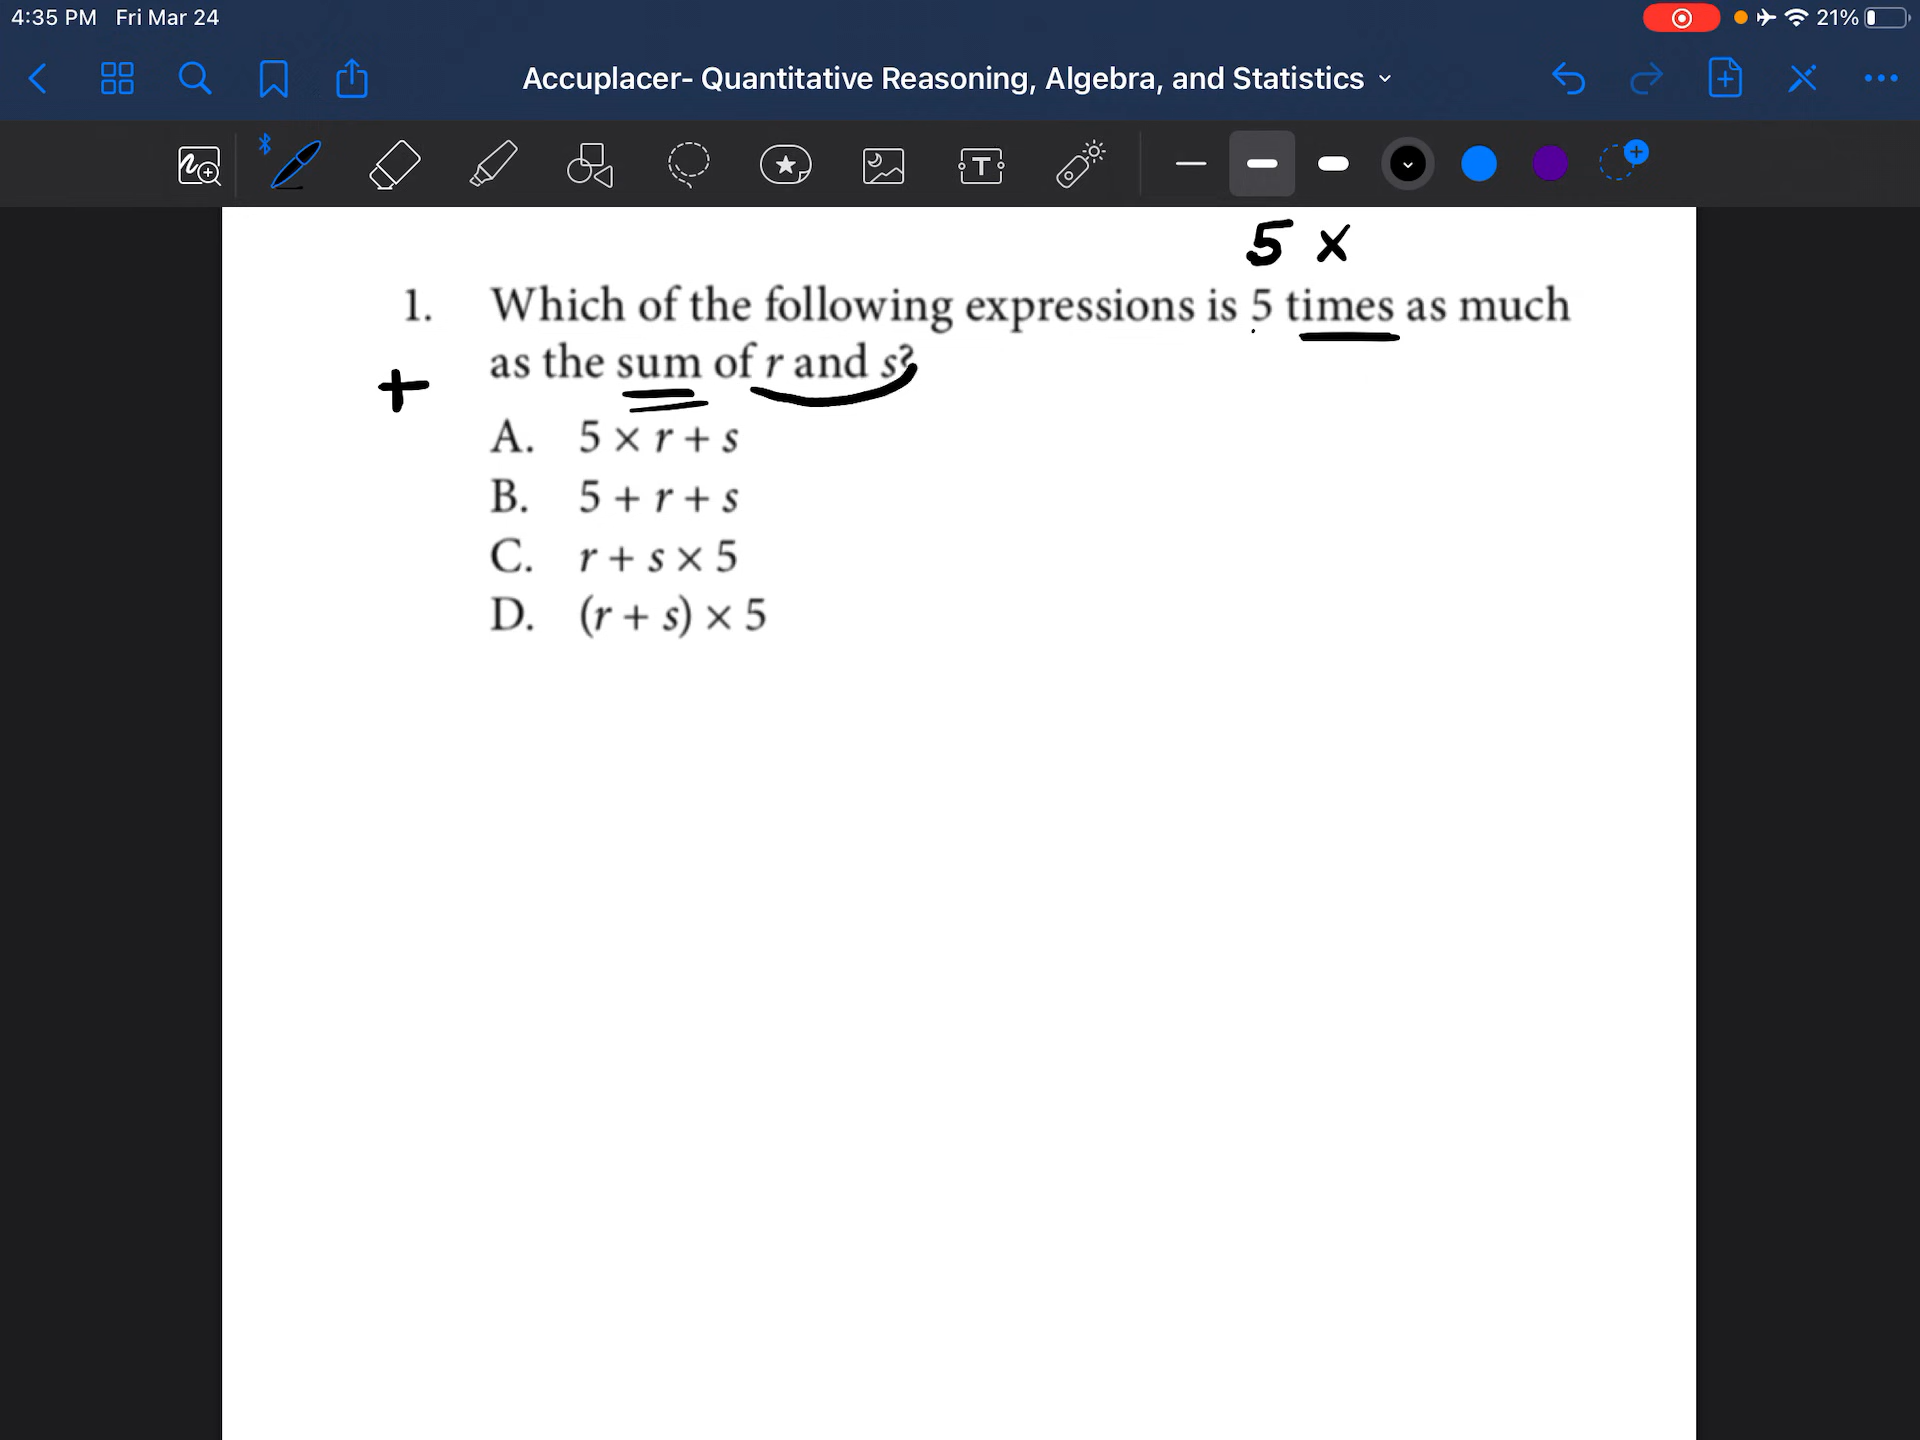 4:35 PM Fri Mar 24
21%
Accuplacer- Quantitative Reasoning, Algebra, and Statistics
T
5 ×
1. Which of the following expressions is 5 times as much
as the sum of r and s?
+
A. 5 × r + s
B. 5 + r + s
C. r + s × 5
D. (r + s) × 5